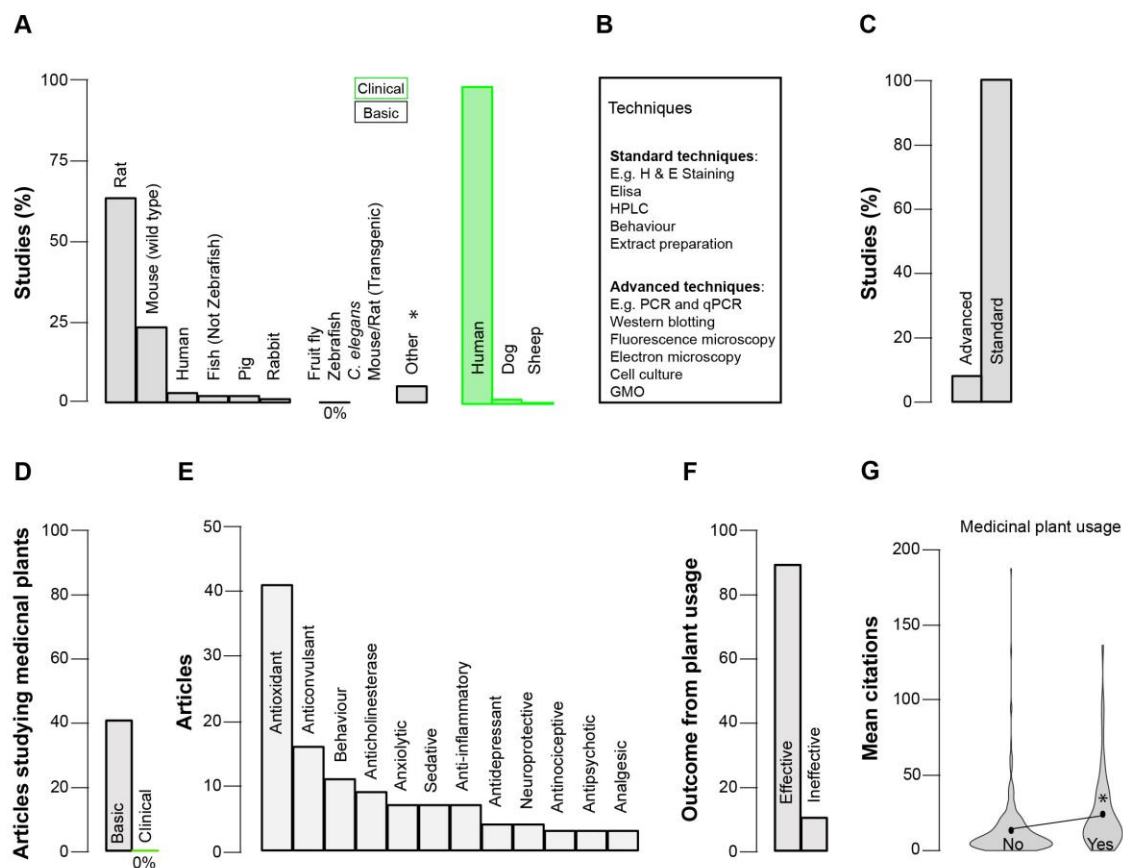 A
B
C
Studies (%)
100
75
50
25
0
Rat
Mouse (wild type)
Human
Fish (Not Zebrafish)
Pig
Rabbit
Fruit fly
Zebrafish
C. elegans
Mouse/Rat (Transgenic)
0%
Other *
Clinical
Basic
Human
Dog
Sheep
Techniques
Standard techniques:
E.g. H & E Staining
Elisa
HPLC
Behaviour
Extract preparation
Advanced techniques:
E.g. PCR and qPCR
Western blotting
Fluorescence microscopy
Electron microscopy
Cell culture
GMO
Studies (%)
100
80
60
40
20
0
Advanced
Standard
D
E
F
G
Articles studying medicnal plants
100
80
60
40
20
0
Basic
Clinical
0%
Articles
50
40
30
20
10
0
Antioxidant
Anticonvulsant
Behaviour
Anticholinesterase
Anxiolytic
Sedative
Anti-inflammatory
Antidepressant
Neuroprotective
Antinociceptive
Antipsychotic
Analgesic
Outcome from plant usage
100
80
60
40
20
0
Effective
Ineffective
Medicinal plant usage
Mean citations
200
150
100
50
0
No
*
Yes